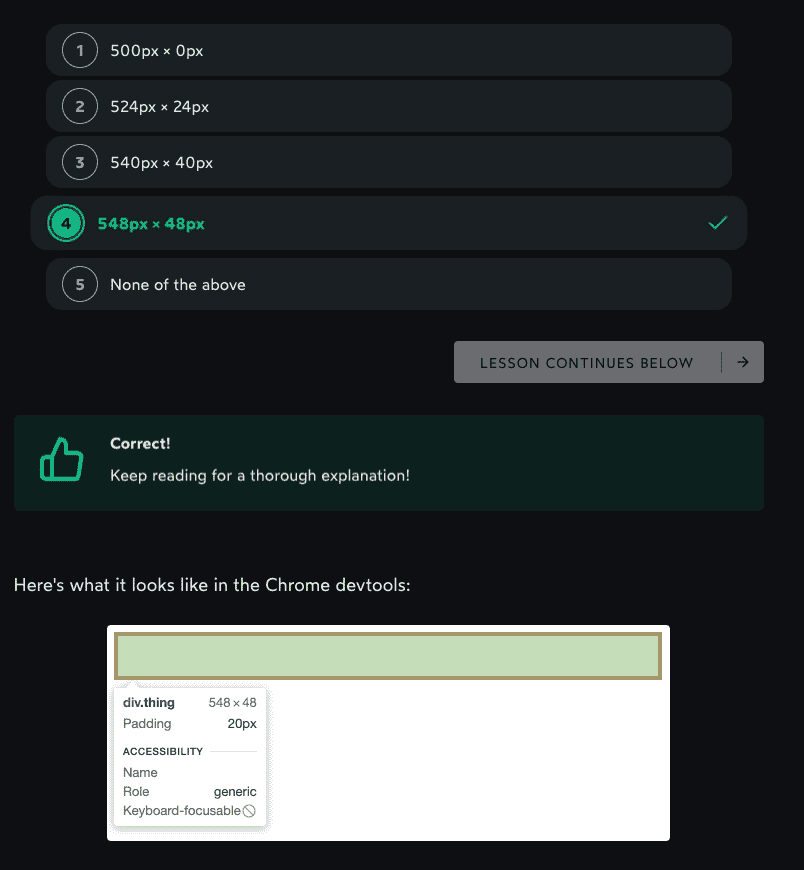 1 500px × 0px
2 524px × 24px
3 540px × 40px
4 548px × 48px
5 None of the above
LESSON CONTINUES BELOW
Correct!
Keep reading for a thorough explanation!
Here's what it looks like in the Chrome devtools:
div.thing 548 × 48
Padding 20px
ACCESSIBILITY
Name
Role generic
Keyboard-focusable